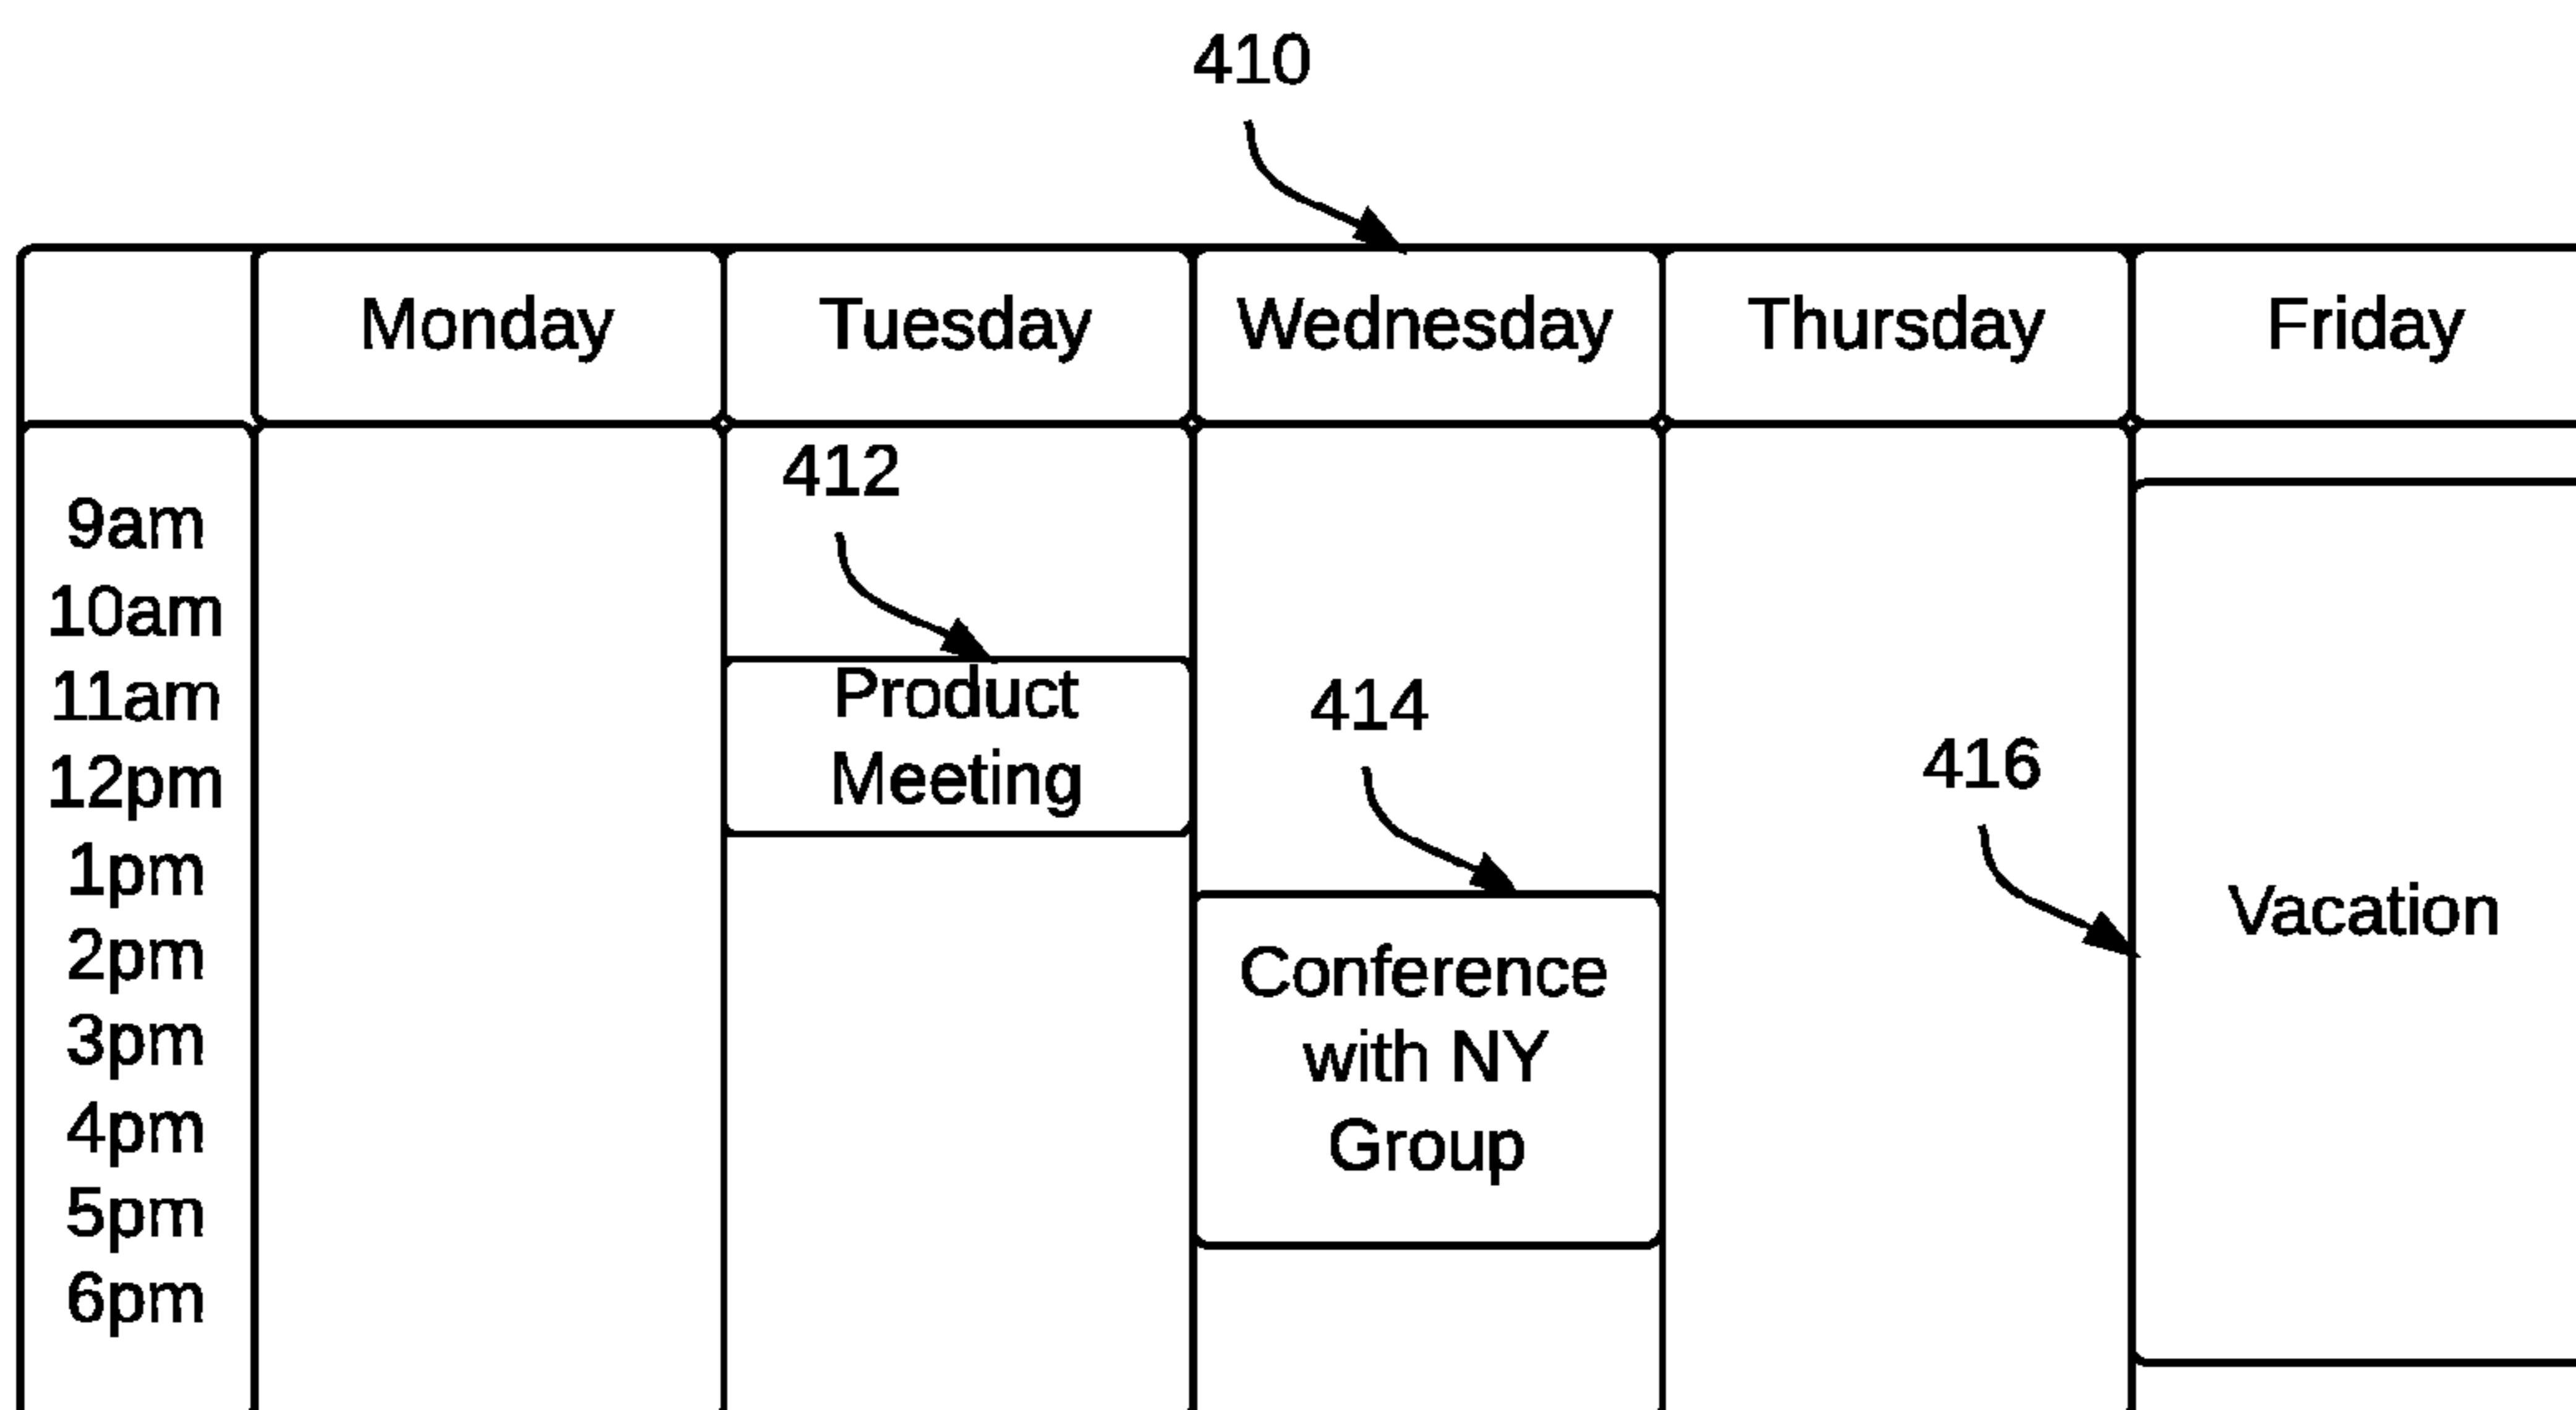 410
Monday Tuesday Wednesday Thursday Friday
412
9am
10am
11am
12pm
1pm
2pm
3pm
4pm
5pm
6pm
Product
Meeting
414
Conference
with NY
Group
416
Vacation